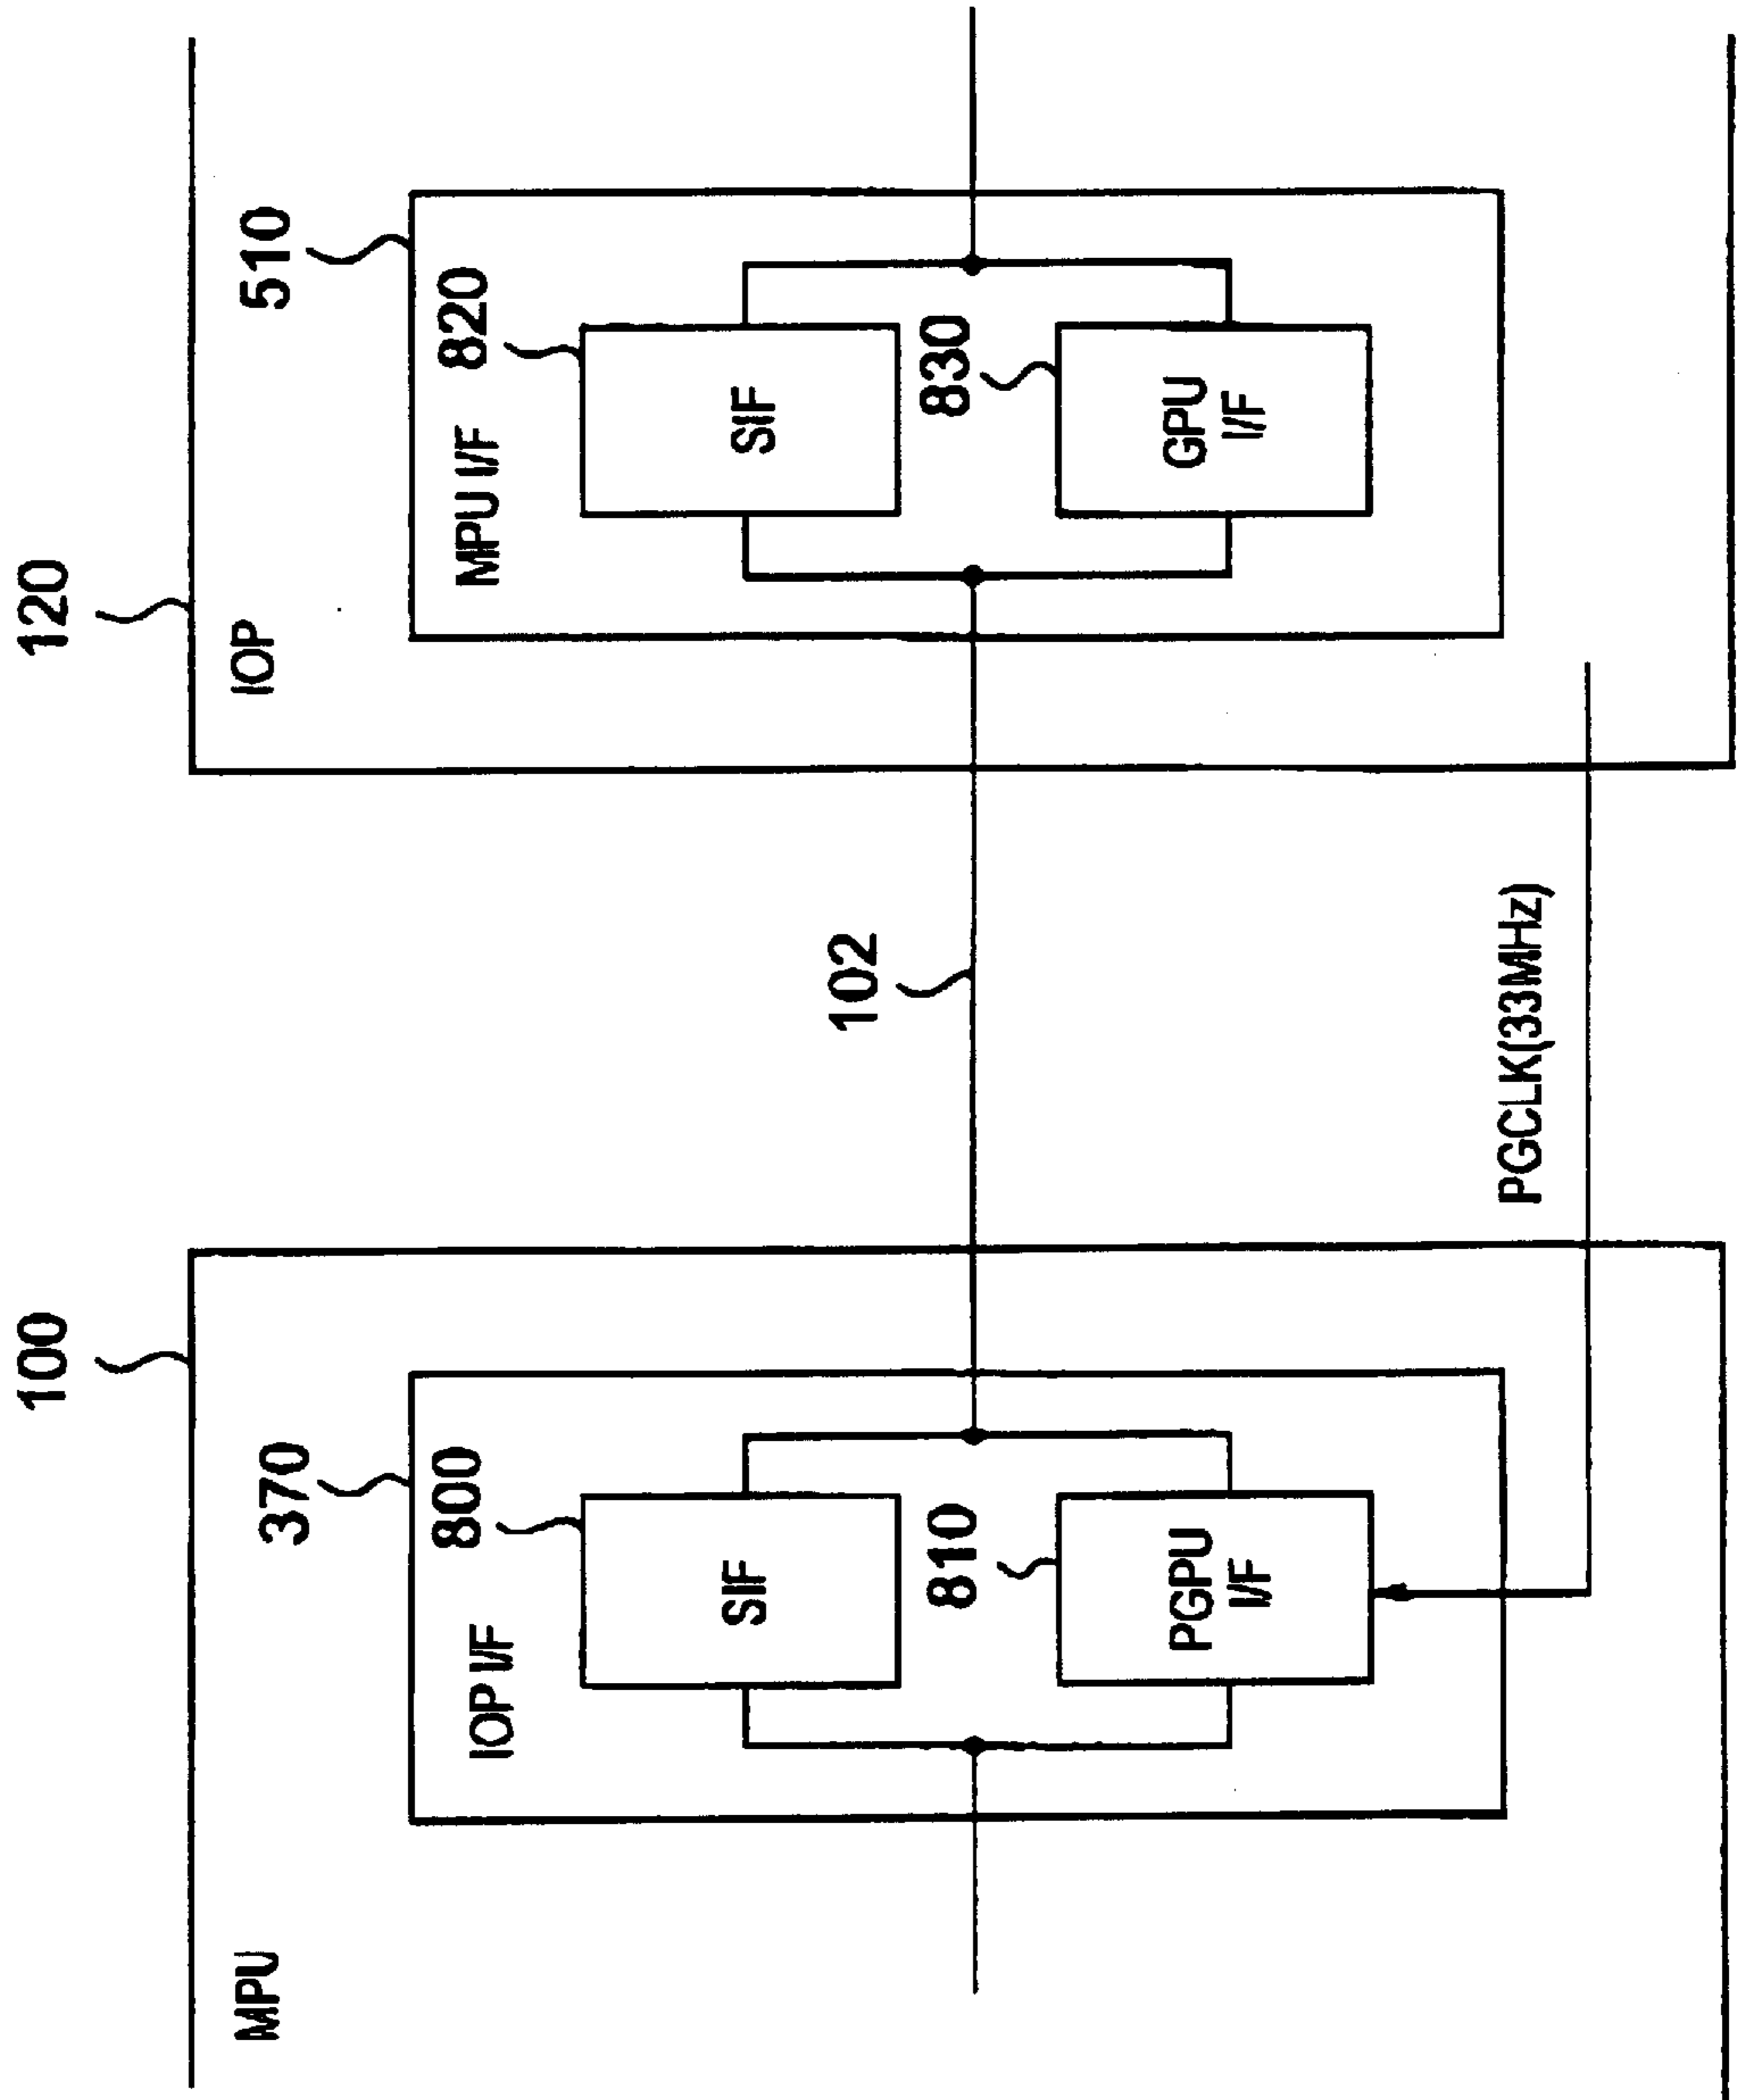 100
MPU
370
IOP I/F
800
SIF
810
PGPU
I/F
102
PGCLK(33MHz)
120
IOP
510
MPU I/F
820
SIF
830
GPU
I/F